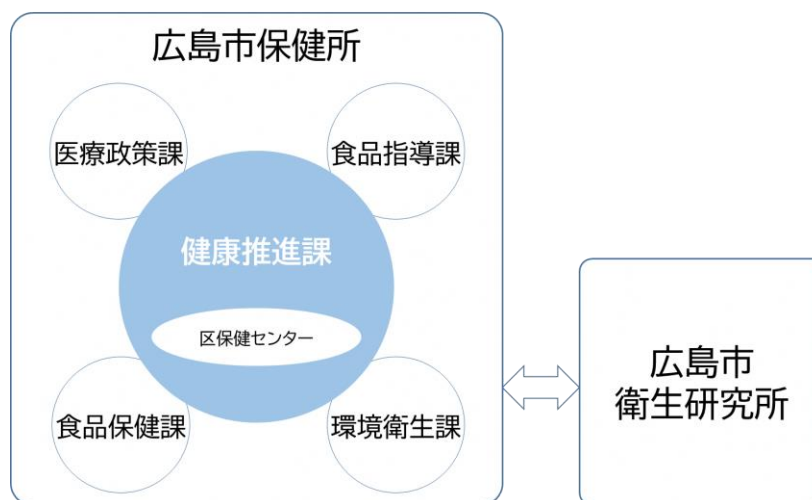 広島市保健所
医療政策課
食品指導課
健康推進課
区保健センター
食品保健課
環境衛生課
広島市
衛生研究所